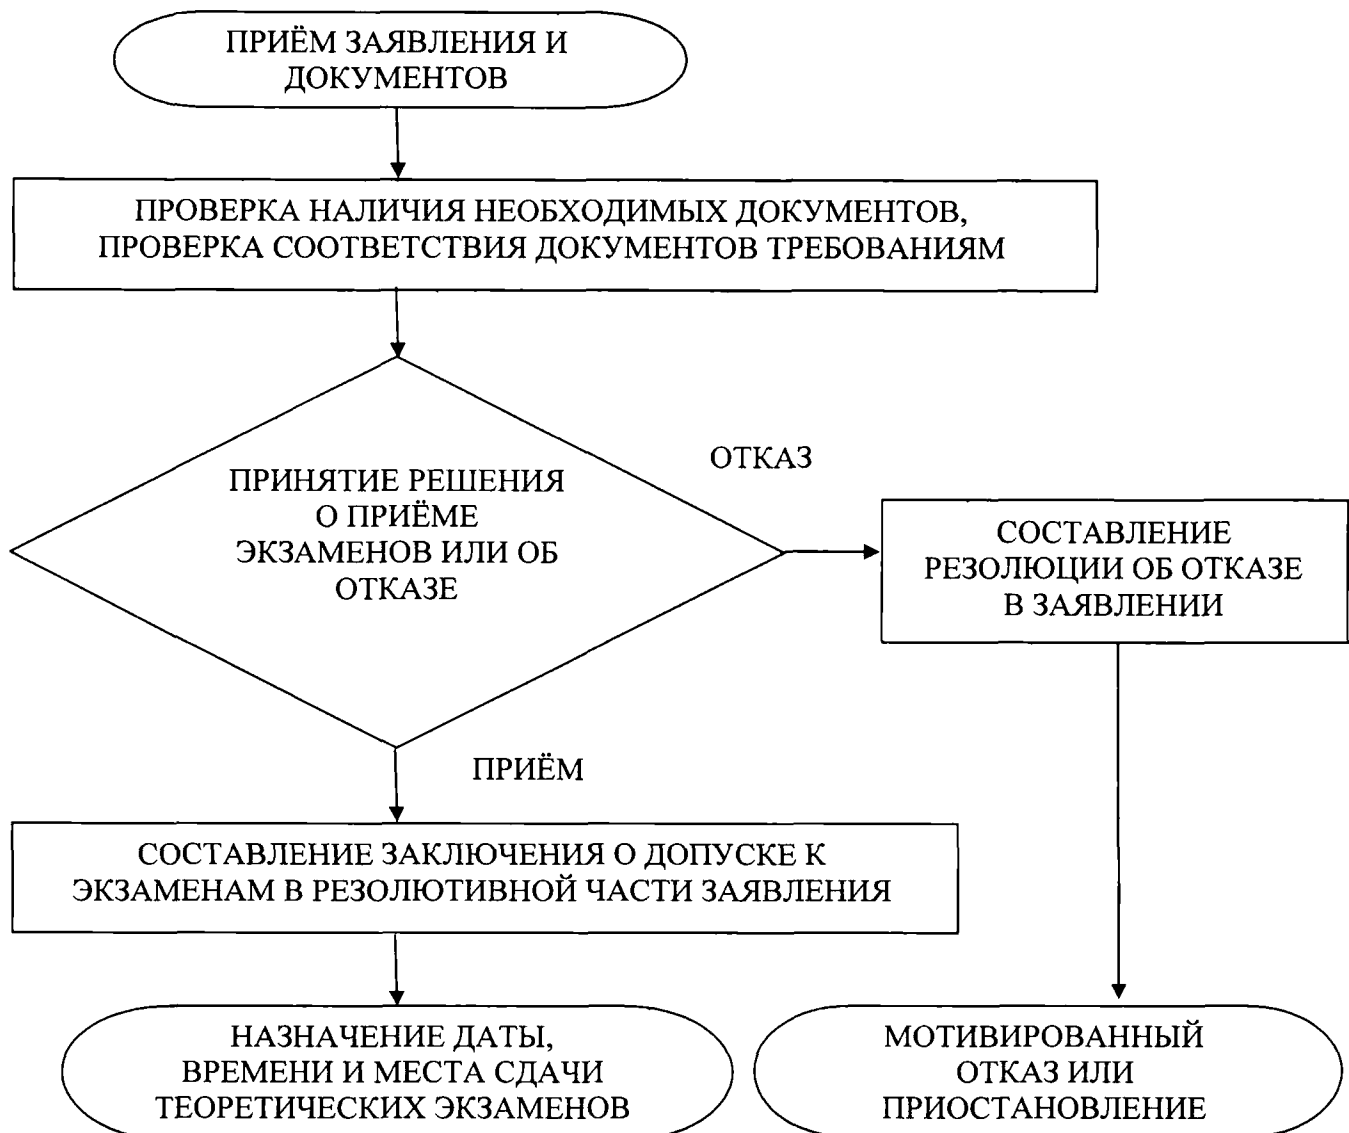 ПРИЁМ ЗАЯВЛЕНИЯ И
ДОКУМЕНТОВ
ПРОВЕРКА НАЛИЧИЯ НЕОБХОДИМЫХ ДОКУМЕНТОВ,
ПРОВЕРКА СООТВЕТСТВИЯ ДОКУМЕНТОВ ТРЕБОВАНИЯМ
ПРИНЯТИЕ РЕШЕНИЯ
О ПРИЁМЕ
ЭКЗАМЕНОВ ИЛИ ОБ
ОТКАЗЕ
ОТКАЗ
СОСТАВЛЕНИЕ
РЕЗОЛЮЦИИ ОБ ОТКАЗЕ
В ЗАЯВЛЕНИИ
ПРИЁМ
СОСТАВЛЕНИЕ ЗАКЛЮЧЕНИЯ О ДОПУСКЕ К
ЭКЗАМЕНАМ В РЕЗОЛЮТИВНОЙ ЧАСТИ ЗАЯВЛЕНИЯ
НАЗНАЧЕНИЕ ДАТЫ,
ВРЕМЕНИ И МЕСТА СДАЧИ
ТЕОРЕТИЧЕСКИХ ЭКЗАМЕНОВ
МОТИВИРОВАННЫЙ
ОТКАЗ ИЛИ
ПРИОСТАНОВЛЕНИЕ